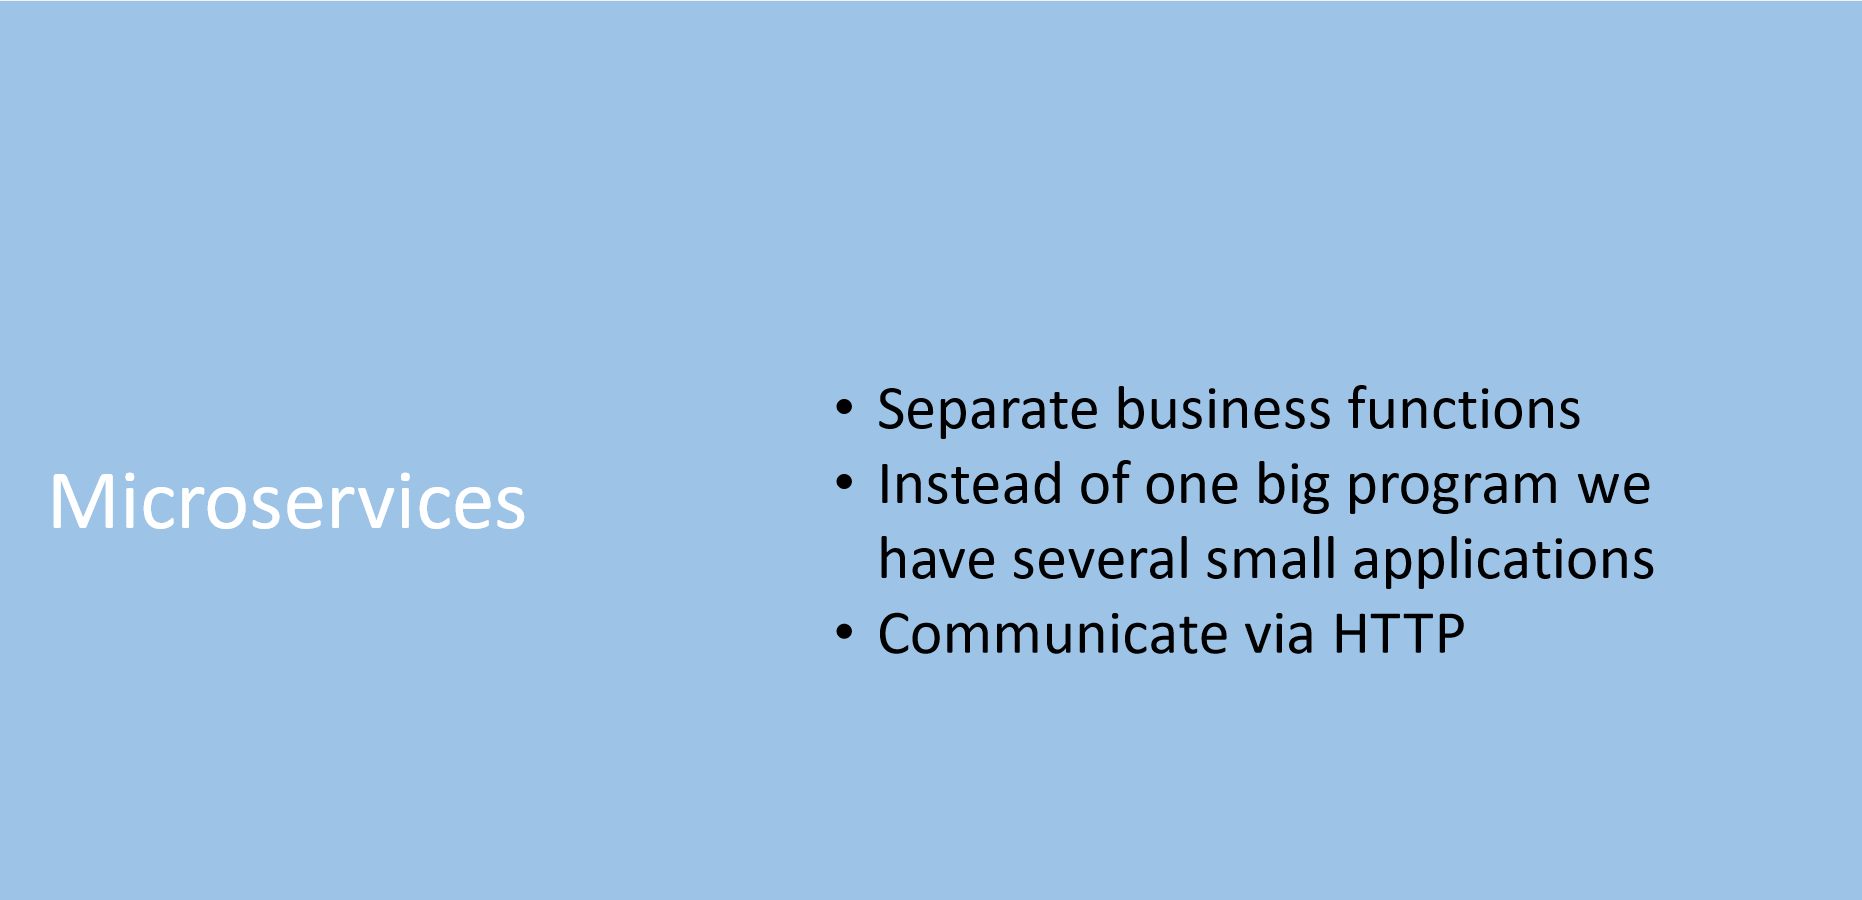 Microservices
• Separate business functions
• Instead of one big program we
have several small applications
• Communicate via HTTP